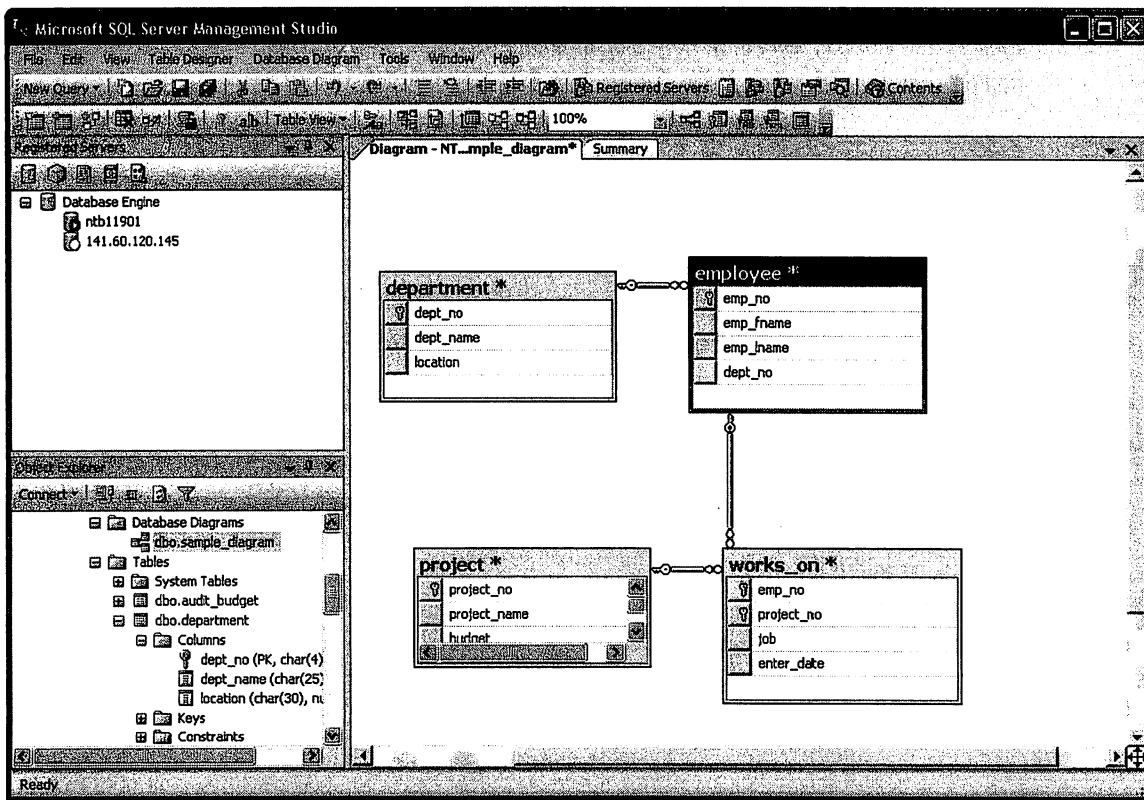 Microsoft SQL Server Management Studio
File Edit View Table Designer Database Diagram Tools Window Help
New Query Registered Servers Contents
Table View 100%
Registered Servers
Diagram - NT...mple_diagram* Summary
Database Engine
ntb11901
141.60.120.145
department *
dept_no
dept_name
location
employee *
emp_no
emp_fname
emp_lname
dept_no
Object Explorer
Connect
Database Diagrams
dbo.sample_diagram
Tables
System Tables
dbo.audit_budget
dbo.department
Columns
dept_no (PK, char(4)
dept_name (char(25)
location (char(30), nu
Keys
Constraints
project *
project_no
project_name
budget
works_on *
emp_no
project_no
job
enter_date
Ready